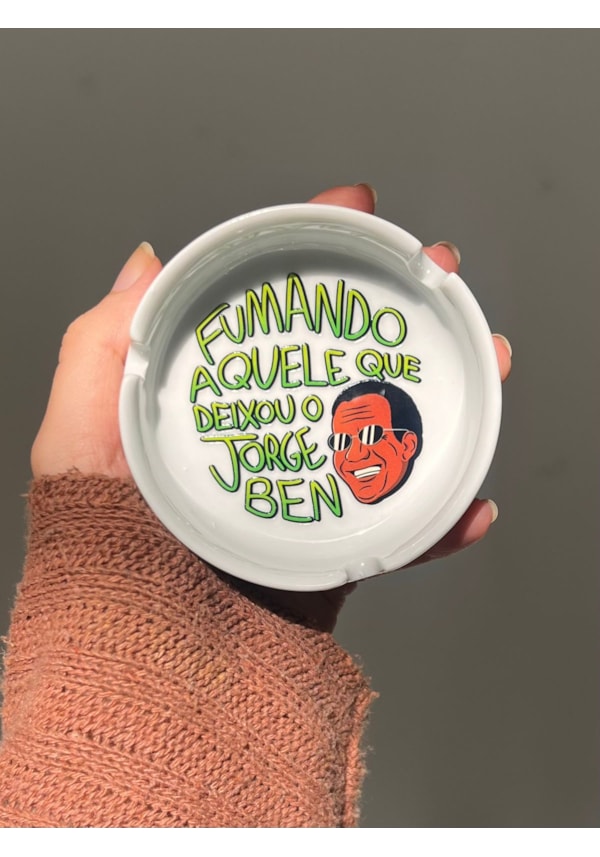 FUMANDO
AQUELE QUE
DEIXOU O
JORGE
BEN